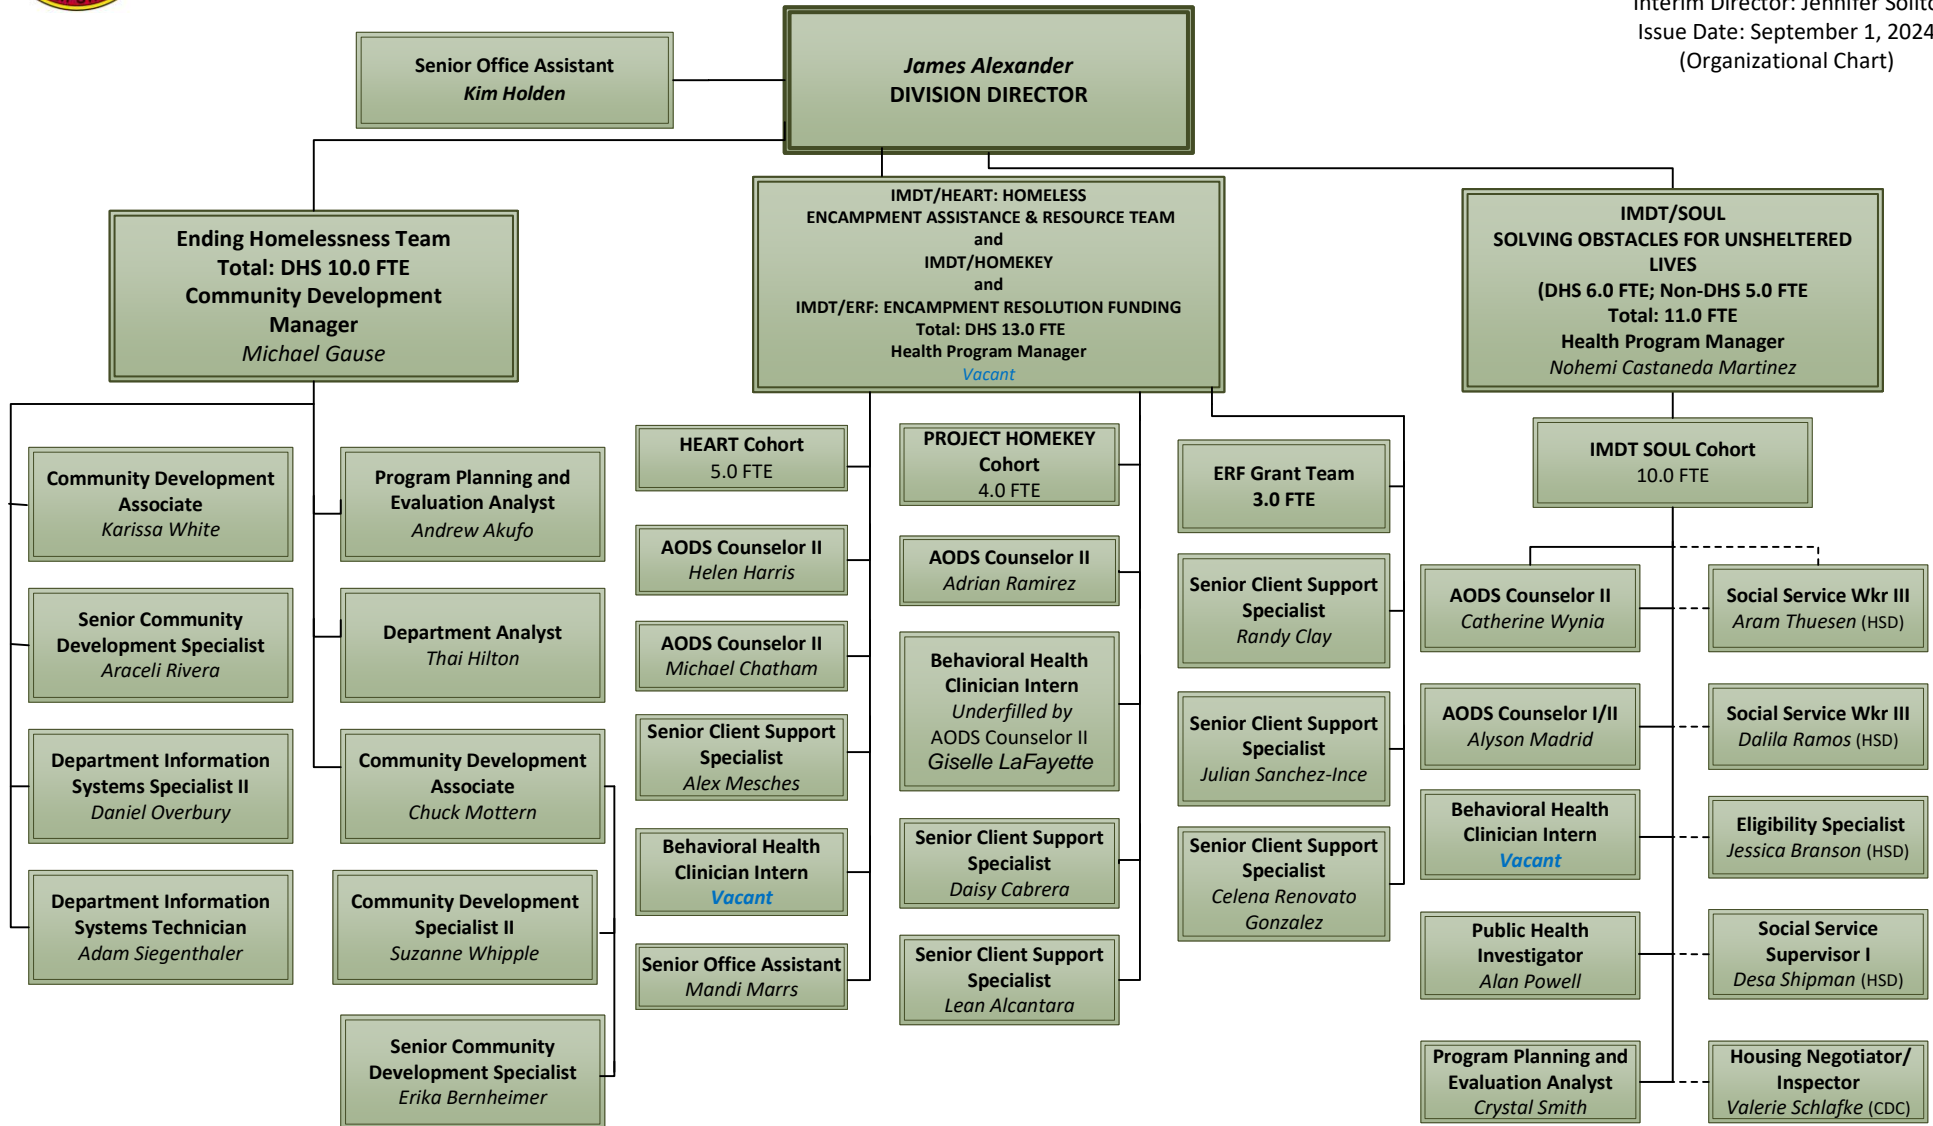 Interim Director: Jennifer Solito
Issue Date: September 1, 2024
(Organizational Chart)
Senior Office Assistant
Kim Holden
James Alexander
DIVISION DIRECTOR
Ending Homelessness Team
Total: DHS 10.0 FTE
Community Development
Manager
Michael Gause
IMDT/HEART: HOMELESS
ENCAMPMENT ASSISTANCE & RESOURCE TEAM
and
IMDT/HOMEKEY
and
IMDT/ERF: ENCAMPMENT RESOLUTION FUNDING
Total: DHS 13.0 FTE
Health Program Manager
Vacant
IMDT/SOUL
SOLVING OBSTACLES FOR UNSHELTERED
LIVES
(DHS 6.0 FTE; Non-DHS 5.0 FTE
Total: 11.0 FTE
Health Program Manager
Nohemi Castaneda Martinez
Community Development
Associate
Karissa White
Senior Community
Development Specialist
Araceli Rivera
Department Information
Systems Specialist II
Daniel Overbury
Department Information
Systems Technician
Adam Siegenthaler
Program Planning and
Evaluation Analyst
Andrew Akufo
Department Analyst
Thai Hilton
Community Development
Associate
Chuck Mottern
Community Development
Specialist II
Suzanne Whipple
Senior Community
Development Specialist
Erika Bernheimer
HEART Cohort
5.0 FTE
AODS Counselor II
Helen Harris
AODS Counselor II
Michael Chatham
Senior Client Support
Specialist
Alex Mesches
Behavioral Health
Clinician Intern
Vacant
Senior Office Assistant
Mandi Marrs
PROJECT HOMEKEY
Cohort
4.0 FTE
AODS Counselor II
Adrian Ramirez
Behavioral Health
Clinician Intern
Underfilled by
AODS Counselor II
Giselle LaFayette
Senior Client Support
Specialist
Daisy Cabrera
Senior Client Support
Specialist
Lean Alcantara
ERF Grant Team
3.0 FTE
Senior Client Support
Specialist
Randy Clay
Senior Client Support
Specialist
Julian Sanchez-Ince
Senior Client Support
Specialist
Celena Renovato
Gonzalez
IMDT SOUL Cohort
10.0 FTE
AODS Counselor II
Catherine Wynia
AODS Counselor I/II
Alyson Madrid
Behavioral Health
Clinician Intern
Vacant
Public Health
Investigator
Alan Powell
Program Planning and
Evaluation Analyst
Crystal Smith
Social Service Wkr III
Aram Thuesen (HSD)
Social Service Wkr III
Dalila Ramos (HSD)
Eligibility Specialist
Jessica Branson (HSD)
Social Service
Supervisor I
Desa Shipman (HSD)
Housing Negotiator/
Inspector
Valerie Schlafke (CDC)